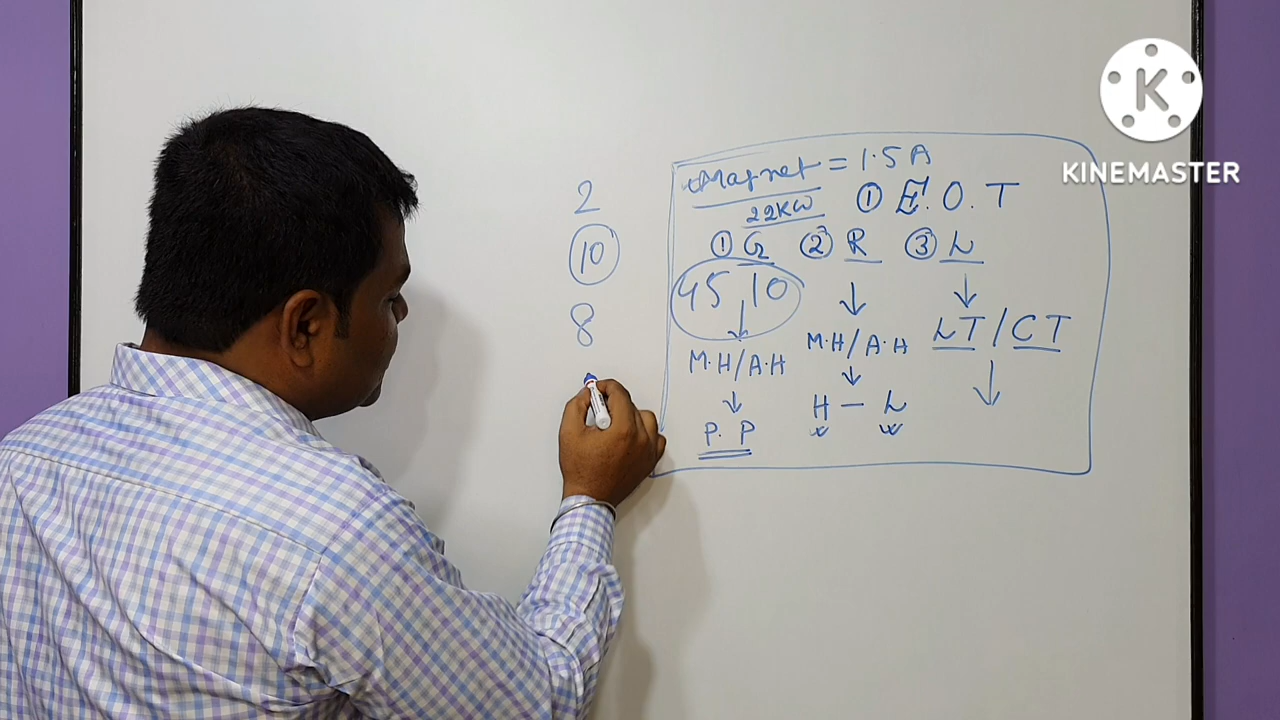 K
KINEMASTER
Magnet = 1.5A
22KW ① E.O.T
① G ② R ③ L
45 10
M.H/A.H M.H/A.H LT/CT
P.P H - L
2
10
8